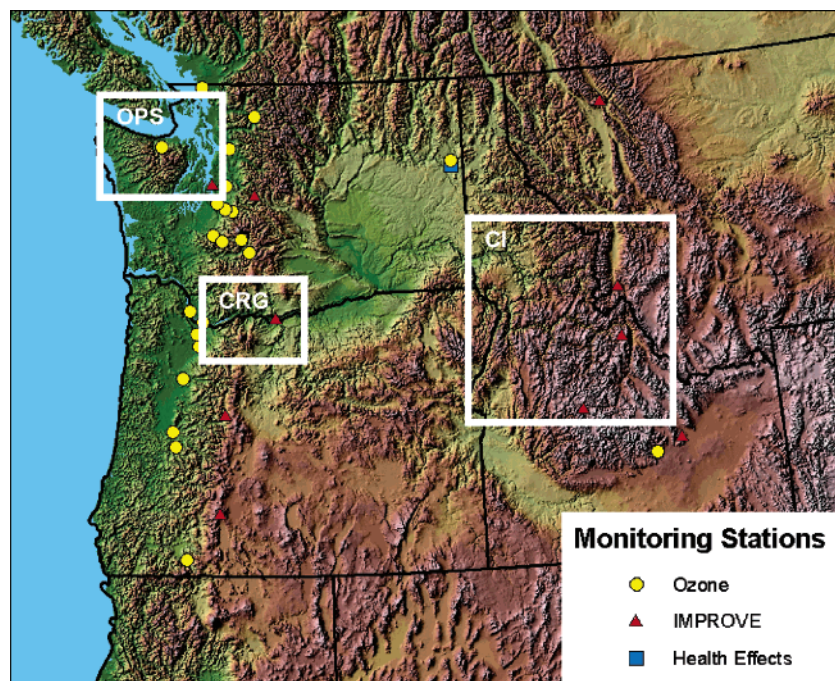 OPS
CI
CRG
Monitoring Stations
Ozone
IMPROVE
Health Effects